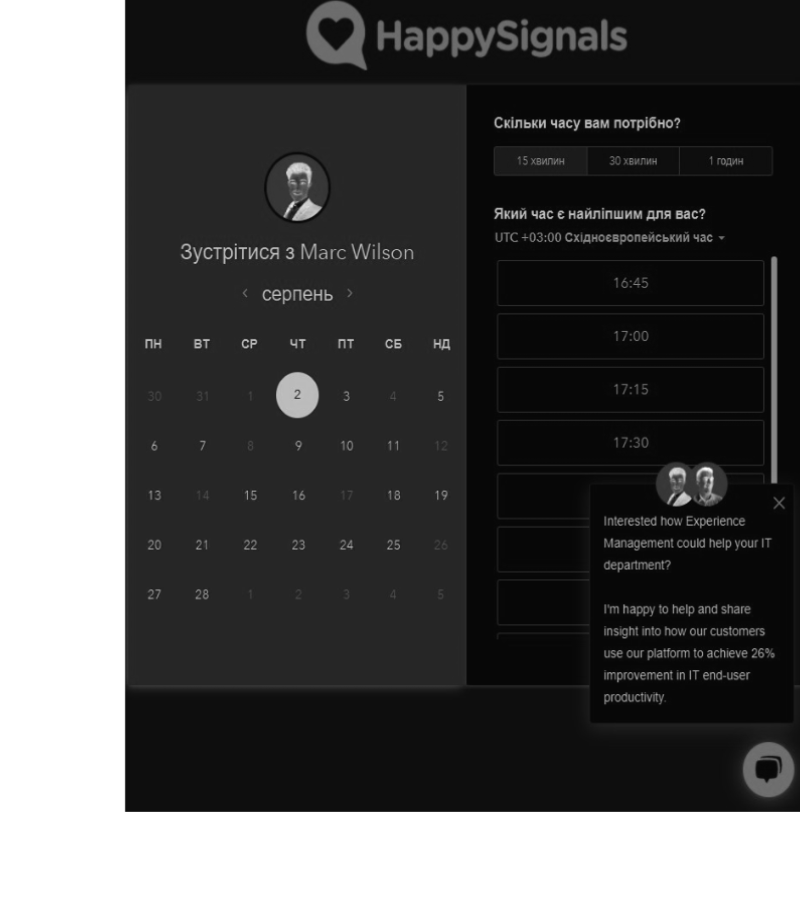 HappySignals
Зустрітися з Marc Wilson
серпень
ПН ВТ СР ЧТ ПТ СБ НД
30 31 1 2 3 4 5
6 7 8 9 10 11 12
13 14 15 16 17 18 19
20 21 22 23 24 25 26
27 28 1 2 3 4 5
Скільки часу вам потрібно?
15 хвилин 30 хвилин 1 годин
Який час є найліпшим для вас?
UTC +03:00 Східноєвропейський час
16:45
17:00
17:15
17:30
Interested how Experience
Management could help your IT
department?
I'm happy to help and share
insight into how our customers
use our platform to achieve 26%
improvement in IT end-user
productivity.